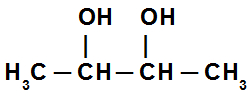 OH OH
H₃C – CH – CH – CH₃